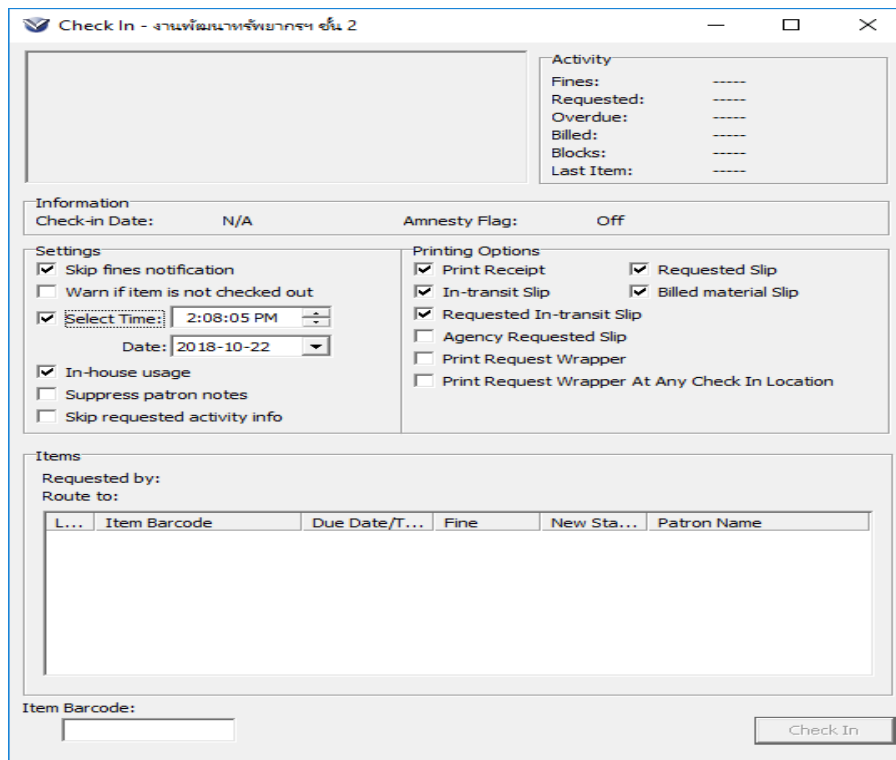 Check In - งานพัฒนาทรัพยากรฯ ชั้น 2
Activity
Fines: -----
Requested: -----
Overdue: -----
Billed: -----
Blocks: -----
Last Item: -----
Information
Check-in Date: N/A Amnesty Flag: Off
Settings
Skip fines notification
Warn if item is not checked out
Select Time: 2:08:05 PM
Date: 2018-10-22
In-house usage
Suppress patron notes
Skip requested activity info
Printing Options
Print Receipt Requested Slip
In-transit Slip Billed material Slip
Requested In-transit Slip
Agency Requested Slip
Print Request Wrapper
Print Request Wrapper At Any Check In Location
Items
Requested by:
Route to:
L... Item Barcode Due Date/T... Fine New Sta... Patron Name
Item Barcode:
Check In